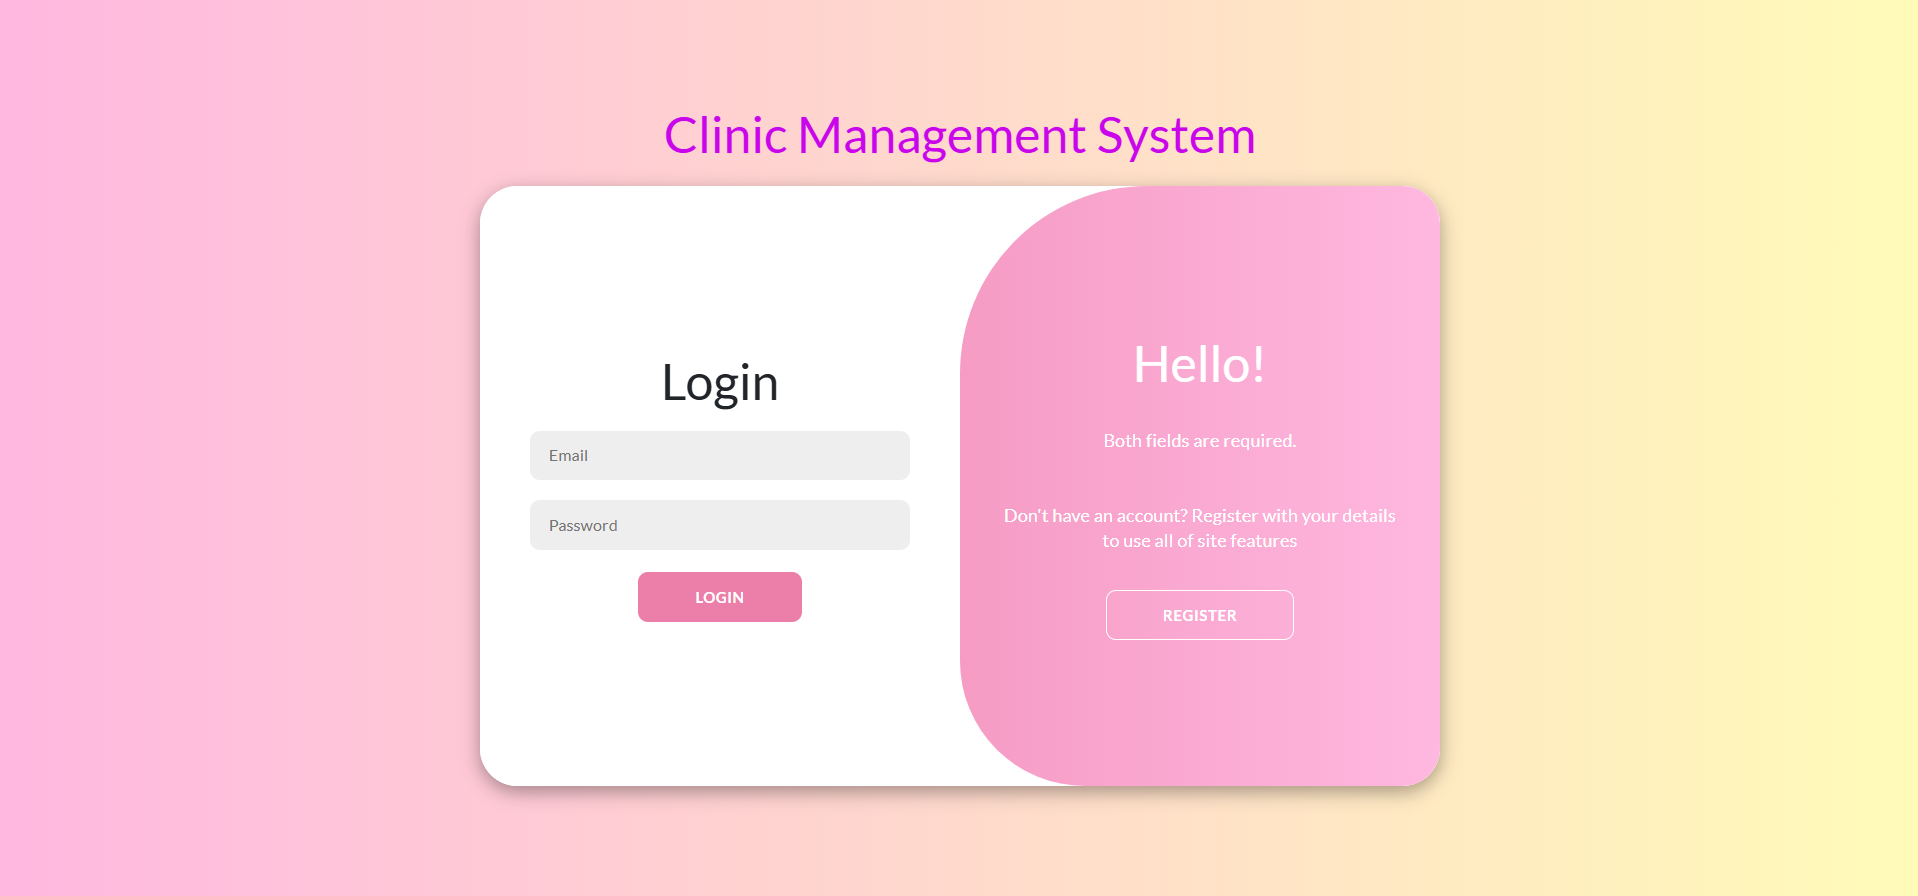 Clinic Management System
Login
Email
Password
LOGIN
Hello!
Both fields are required.
Don't have an account? Register with your details
to use all of site features
REGISTER